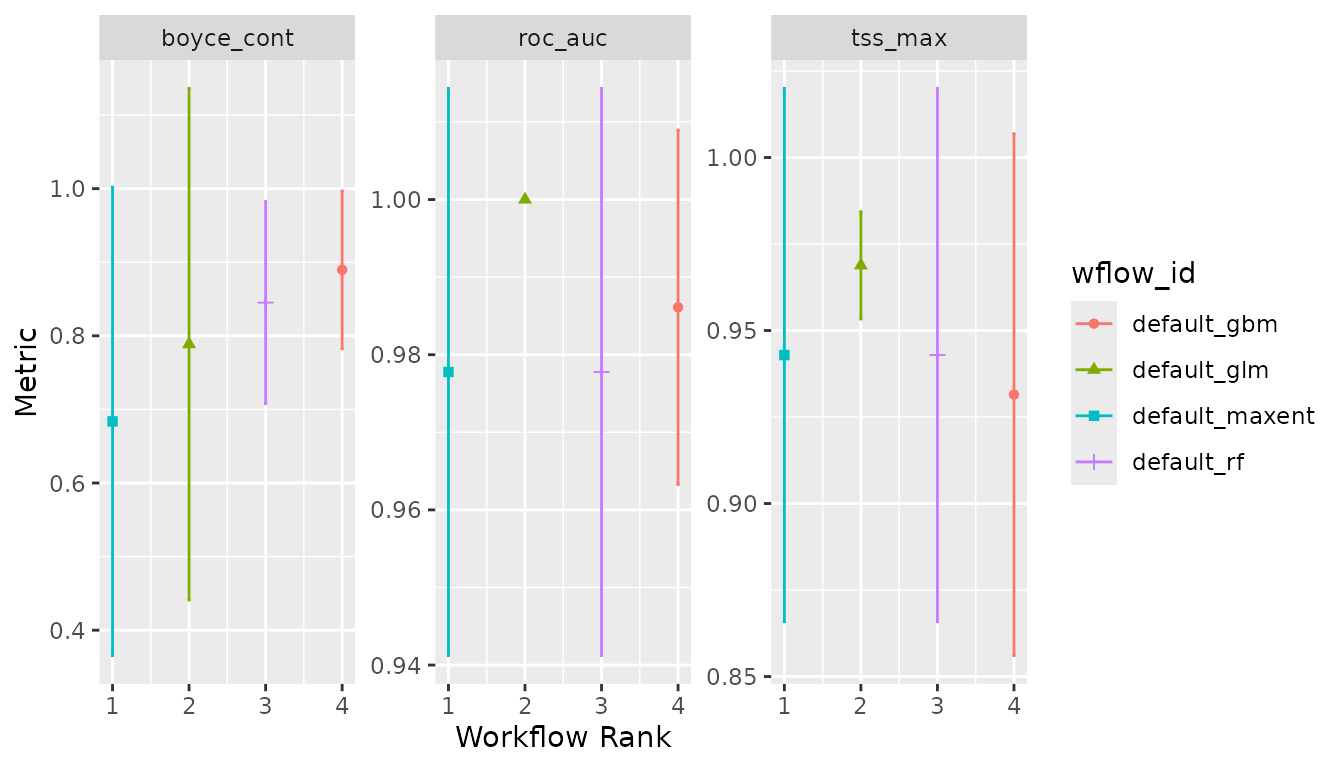 boyce_cont roc_auc tss_max
Metric
1.0
0.8
0.6
0.4
1.00
0.98
0.96
0.94
1.00
0.95
0.90
0.85
1 2 3 4 1 2 3 4 1 2 3 4
Workflow Rank
wflow_id
default_gbm
default_glm
default_maxent
default_rf